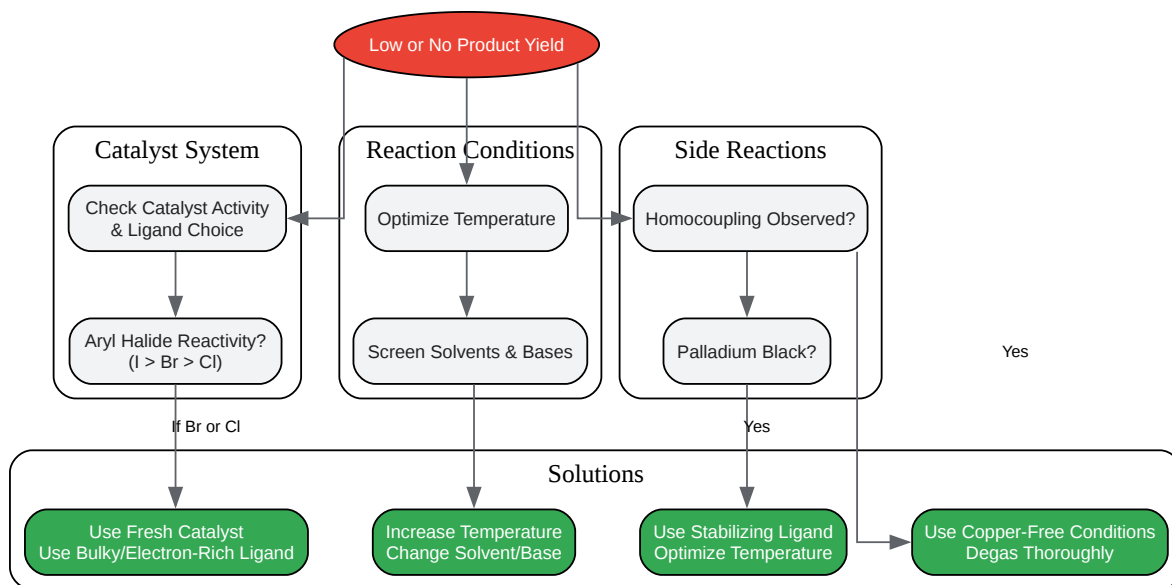 Low or No Product Yield
Catalyst System
Reaction Conditions
Side Reactions
Check Catalyst Activity
& Ligand Choice
Optimize Temperature
Homocoupling Observed?
Aryl Halide Reactivity?
(I > Br > Cl)
Screen Solvents & Bases
Palladium Black?
Yes
If Br or Cl
Yes
Solutions
Use Fresh Catalyst
Use Bulky/Electron-Rich Ligand
Increase Temperature
Change Solvent/Base
Use Stabilizing Ligand
Optimize Temperature
Use Copper-Free Conditions
Degas Thoroughly